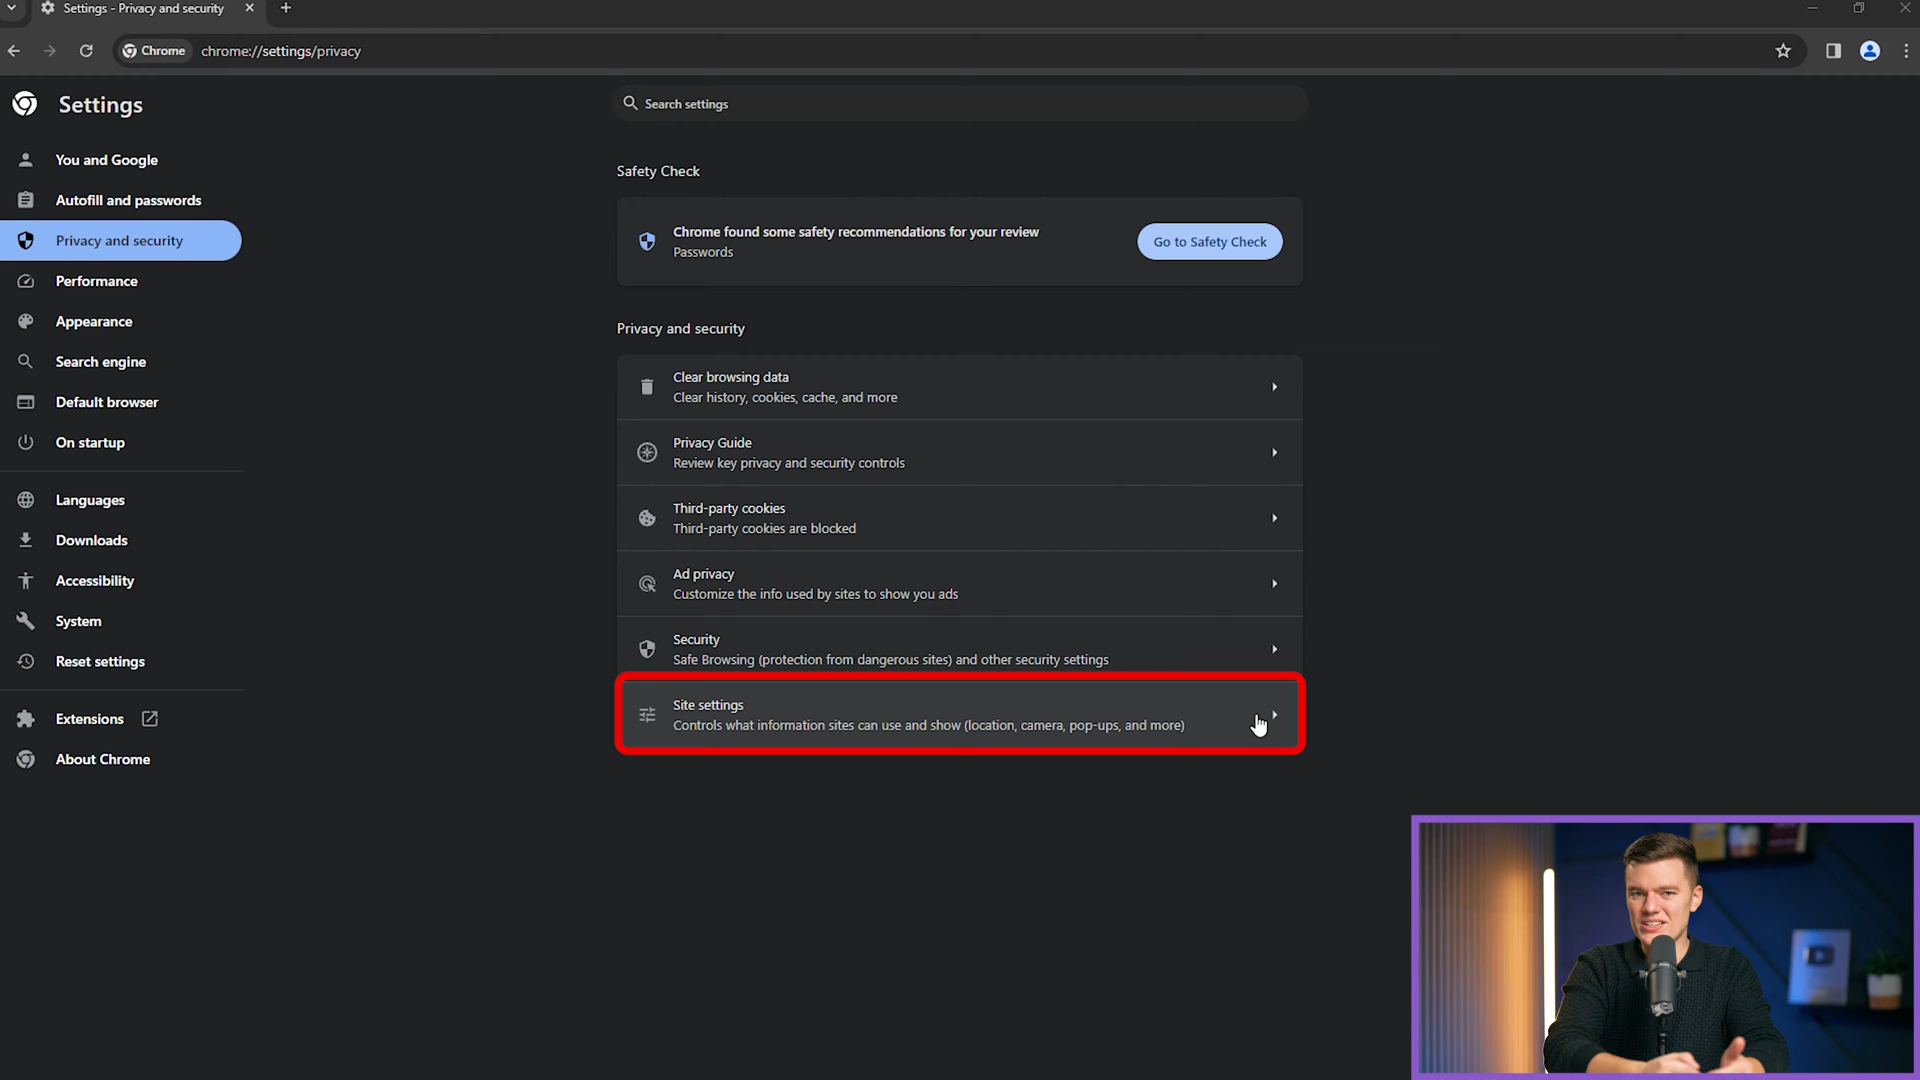 Settings - Privacy and security
Chrome
chrome://settings/privacy
Settings
Search settings
You and Google
Autofill and passwords
Privacy and security
Performance
Appearance
Search engine
Default browser
On startup
Languages
Downloads
Accessibility
System
Reset settings
Extensions
About Chrome
Safety Check
Chrome found some safety recommendations for your review
Passwords
Go to Safety Check
Privacy and security
Clear browsing data
Clear history, cookies, cache, and more
Privacy Guide
Review key privacy and security controls
Third-party cookies
Third-party cookies are blocked
Ad privacy
Customize the info used by sites to show you ads
Security
Safe Browsing (protection from dangerous sites) and other security settings
Site settings
Controls what information sites can use and show (location, camera, pop-ups, and more)